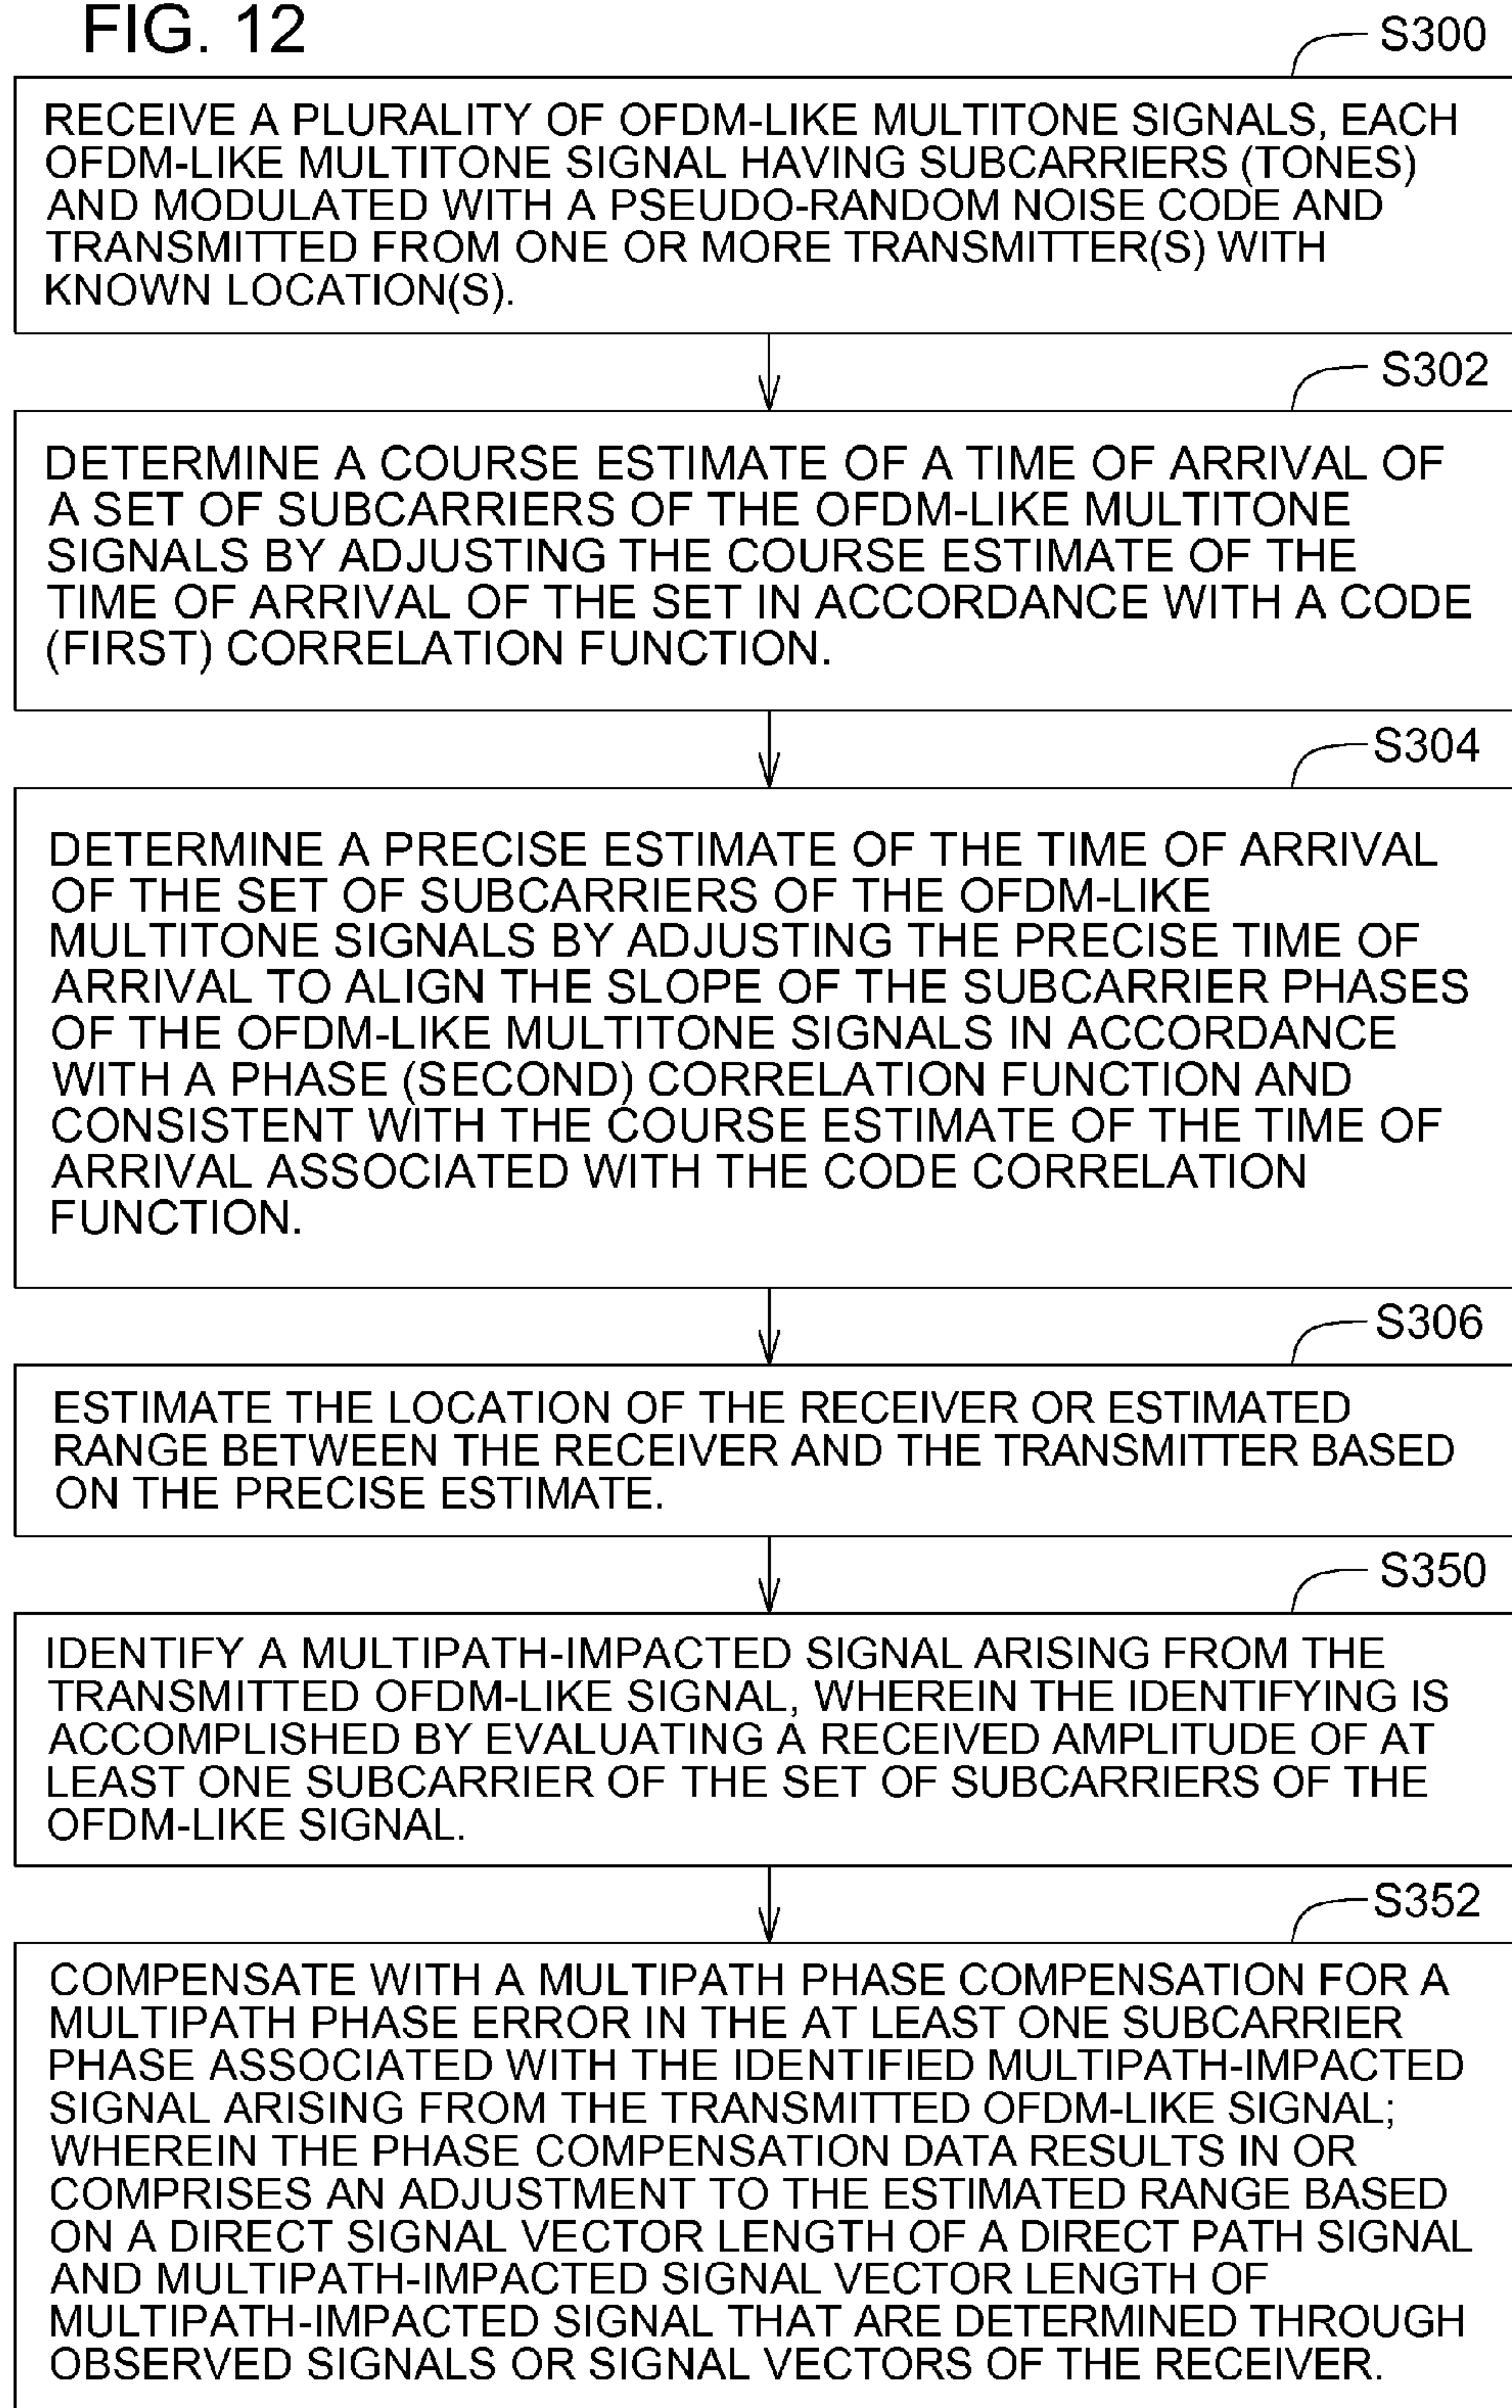 FIG. 12
S300
RECEIVE A PLURALITY OF OFDM-LIKE MULTITONE SIGNALS, EACH
OFDM-LIKE MULTITONE SIGNAL HAVING SUBCARRIERS (TONES)
AND MODULATED WITH A PSEUDO-RANDOM NOISE CODE AND
TRANSMITTED FROM ONE OR MORE TRANSMITTER(S) WITH
KNOWN LOCATION(S).
S302
DETERMINE A COURSE ESTIMATE OF A TIME OF ARRIVAL OF
A SET OF SUBCARRIERS OF THE OFDM-LIKE MULTITONE
SIGNALS BY ADJUSTING THE COURSE ESTIMATE OF THE
TIME OF ARRIVAL OF THE SET IN ACCORDANCE WITH A CODE
(FIRST) CORRELATION FUNCTION.
S304
DETERMINE A PRECISE ESTIMATE OF THE TIME OF ARRIVAL
OF THE SET OF SUBCARRIERS OF THE OFDM-LIKE
MULTITONE SIGNALS BY ADJUSTING THE PRECISE TIME OF
ARRIVAL TO ALIGN THE SLOPE OF THE SUBCARRIER PHASES
OF THE OFDM-LIKE MULTITONE SIGNALS IN ACCORDANCE
WITH A PHASE (SECOND) CORRELATION FUNCTION AND
CONSISTENT WITH THE COURSE ESTIMATE OF THE TIME OF
ARRIVAL ASSOCIATED WITH THE CODE CORRELATION
FUNCTION.
S306
ESTIMATE THE LOCATION OF THE RECEIVER OR ESTIMATED
RANGE BETWEEN THE RECEIVER AND THE TRANSMITTER BASED
ON THE PRECISE ESTIMATE.
S350
IDENTIFY A MULTIPATH-IMPACTED SIGNAL ARISING FROM THE
TRANSMITTED OFDM-LIKE SIGNAL, WHEREIN THE IDENTIFYING IS
ACCOMPLISHED BY EVALUATING A RECEIVED AMPLITUDE OF AT
LEAST ONE SUBCARRIER OF THE SET OF SUBCARRIERS OF THE
OFDM-LIKE SIGNAL.
S352
COMPENSATE WITH A MULTIPATH PHASE COMPENSATION FOR A
MULTIPATH PHASE ERROR IN THE AT LEAST ONE SUBCARRIER
PHASE ASSOCIATED WITH THE IDENTIFIED MULTIPATH-IMPACTED
SIGNAL ARISING FROM THE TRANSMITTED OFDM-LIKE SIGNAL;
WHEREIN THE PHASE COMPENSATION DATA RESULTS IN OR
COMPRISES AN ADJUSTMENT TO THE ESTIMATED RANGE BASED
ON A DIRECT SIGNAL VECTOR LENGTH OF A DIRECT PATH SIGNAL
AND MULTIPATH-IMPACTED SIGNAL VECTOR LENGTH OF
MULTIPATH-IMPACTED SIGNAL THAT ARE DETERMINED THROUGH
OBSERVED SIGNALS OR SIGNAL VECTORS OF THE RECEIVER.